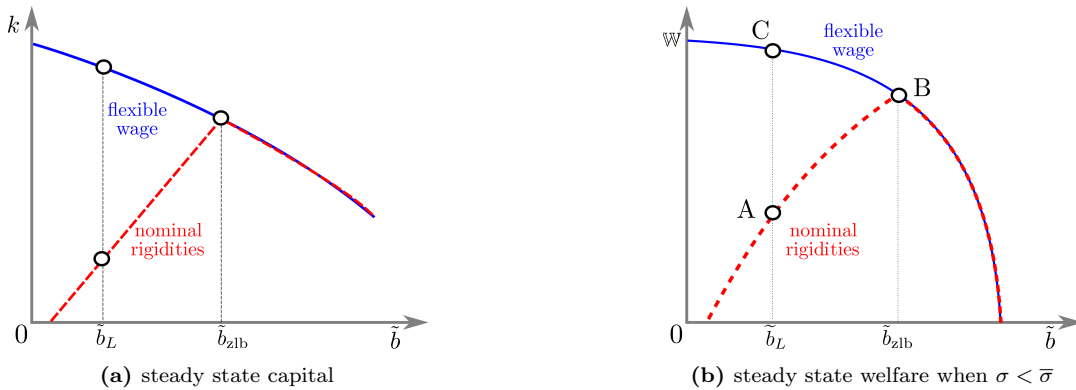 k
flexible
wage
nominal
rigidities
0
b̃_L
b̃_zlb
b̃
(a) steady state capital
𝕎
C
flexible
wage
B
A
nominal
rigidities
0
b̃_L
b̃_zlb
b̃
(b) steady state welfare when σ < σ̅